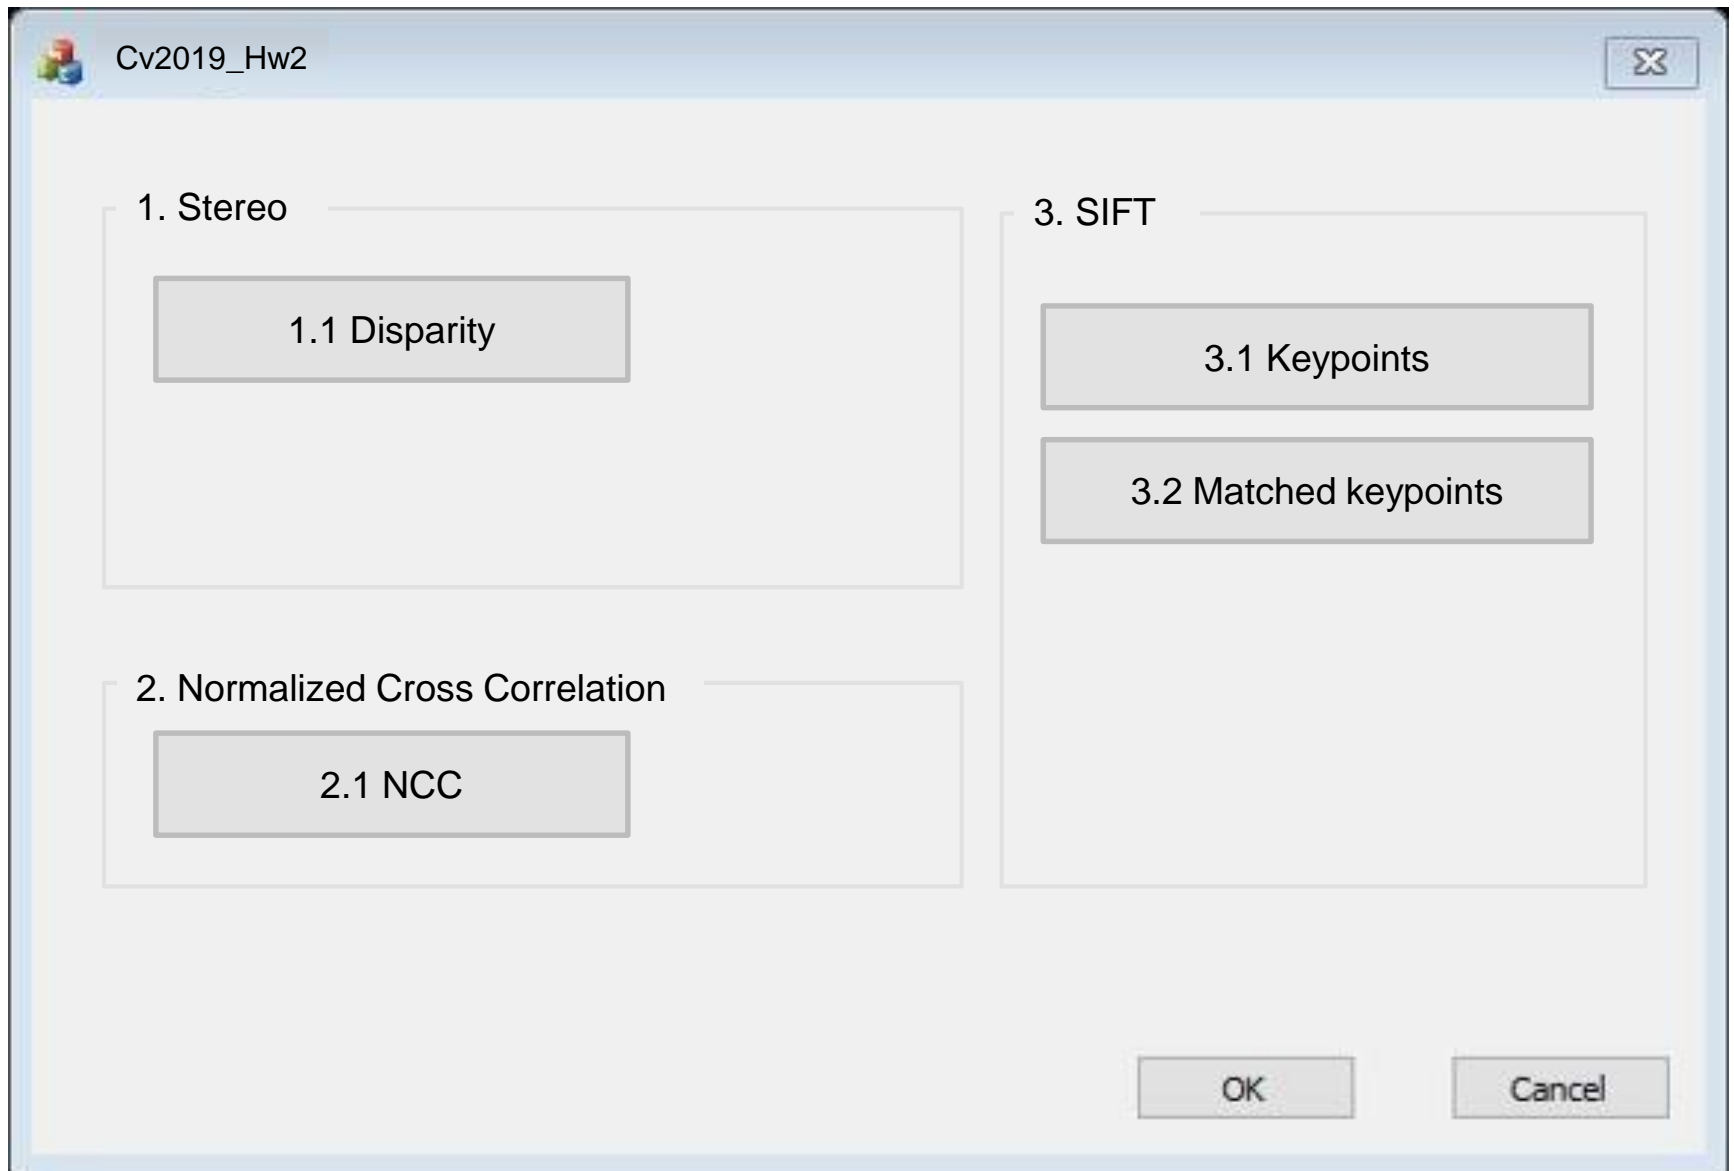 Cv2019_Hw2
1. Stereo
1.1 Disparity
2. Normalized Cross Correlation
2.1 NCC
3. SIFT
3.1 Keypoints
3.2 Matched keypoints
OK
Cancel